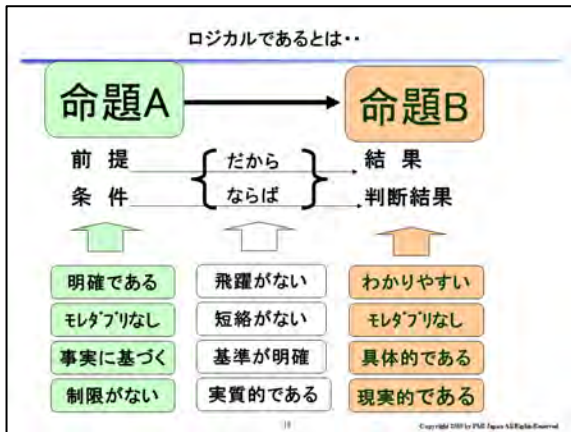 ロジカルであるとは・・
命題A
命題B
前 提
だから
結 果
条 件
ならば
判断結果
明確である
飛躍がない
わかりやすい
モレダブリなし
短絡がない
モレダブリなし
事実に基づく
基準が明確
具体的である
制限がない
実質的である
現実的である
Japan All Rights Reserved